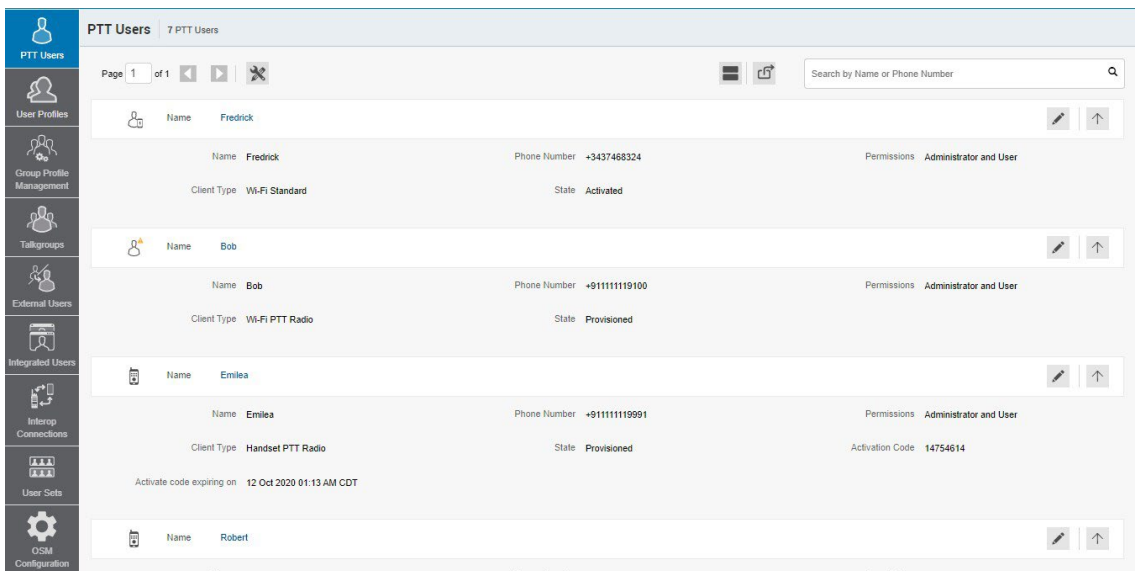 PTT Users
User Profiles
Group Profile
Management
Talkgroups
External Users
Integrated Users
Interop
Connections
User Sets
OSM
Configuration
PTT Users 7 PTT Users
Page 1 of 1
Search by Name or Phone Number
Name Fredrick
Name Fredrick Phone Number +3437468324 Permissions Administrator and User
Client Type Wi-Fi Standard State Activated
Name Bob
Name Bob Phone Number +911111119100 Permissions Administrator and User
Client Type Wi-Fi PTT Radio State Provisioned
Name Emilea
Name Emilea Phone Number +911111119991 Permissions Administrator and User
Client Type Handset PTT Radio State Provisioned Activation Code 14754614
Activate code expiring on 12 Oct 2020 01:13 AM CDT
Name Robert